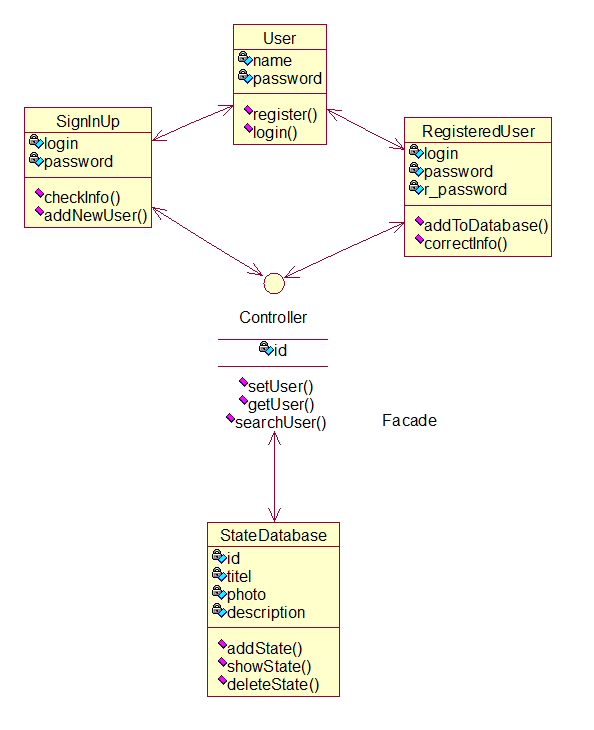 User
name
password
register()
login()
SignInUp
login
password
checkInfo()
addNewUser()
RegisteredUser
login
password
r_password
addToDatabase()
correctInfo()
Controller
id
setUser()
getUser()
searchUser()
Facade
StateDatabase
id
titel
photo
description
addState()
showState()
deleteState()